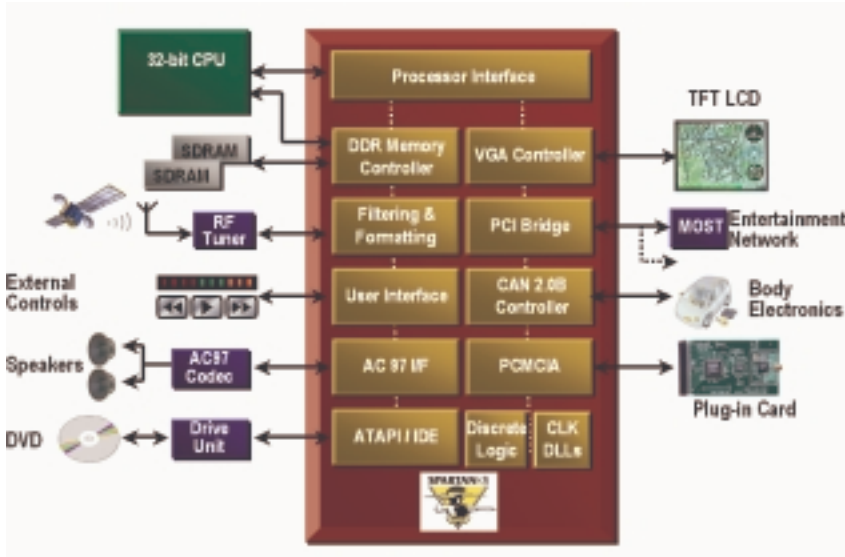 32-bit CPU
Processor Interface
TFT LCD
SDRAM
SDRAM
DDR Memory
Controller
VGA Controller
RF
Tuner
Filtering &
Formatting
PCI Bridge
MOST
Entertainment
Network
External
Controls
User Interface
CAN 2.0B
Controller
Body
Electronics
Speakers
AC97
Codec
AC 97 I/F
PCMCIA
Plug-in Card
DVD
Drive
Unit
ATAPI / IDE
Discrete
Logic
CLK
DLLs